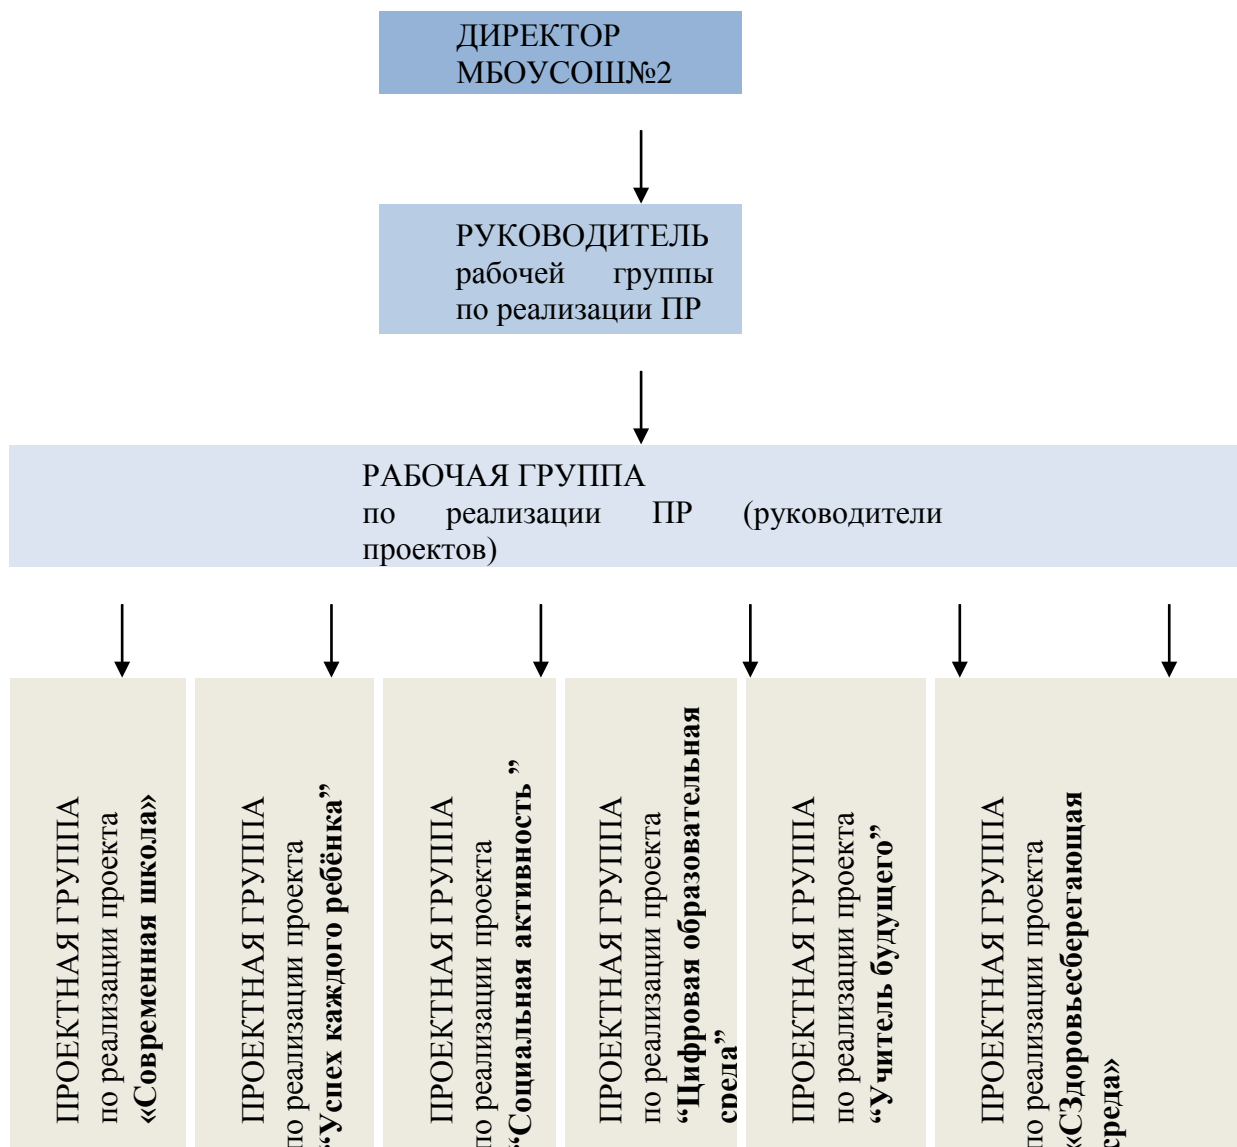 ДИРЕКТОР
МБОУСОШ№2
РУКОВОДИТЕЛЬ
рабочей группы
по реализации ПР
РАБОЧАЯ ГРУППА
по реализации ПР (руководители
проектов)
ПРОЕКТНАЯ ГРУППА
по реализации проекта
«Современная школа»
ПРОЕКТНАЯ ГРУППА
по реализации проекта
“Успех каждого ребёнка”
ПРОЕКТНАЯ ГРУППА
по реализации проекта
“Социальная активность ”
ПРОЕКТНАЯ ГРУППА
по реализации проекта
“Цифровая образовательная
среда”
ПРОЕКТНАЯ ГРУППА
по реализации проекта
“Учитель будущего”
ПРОЕКТНАЯ ГРУППА
по реализации проекта
«СЗдоровьесберегающая
среда»